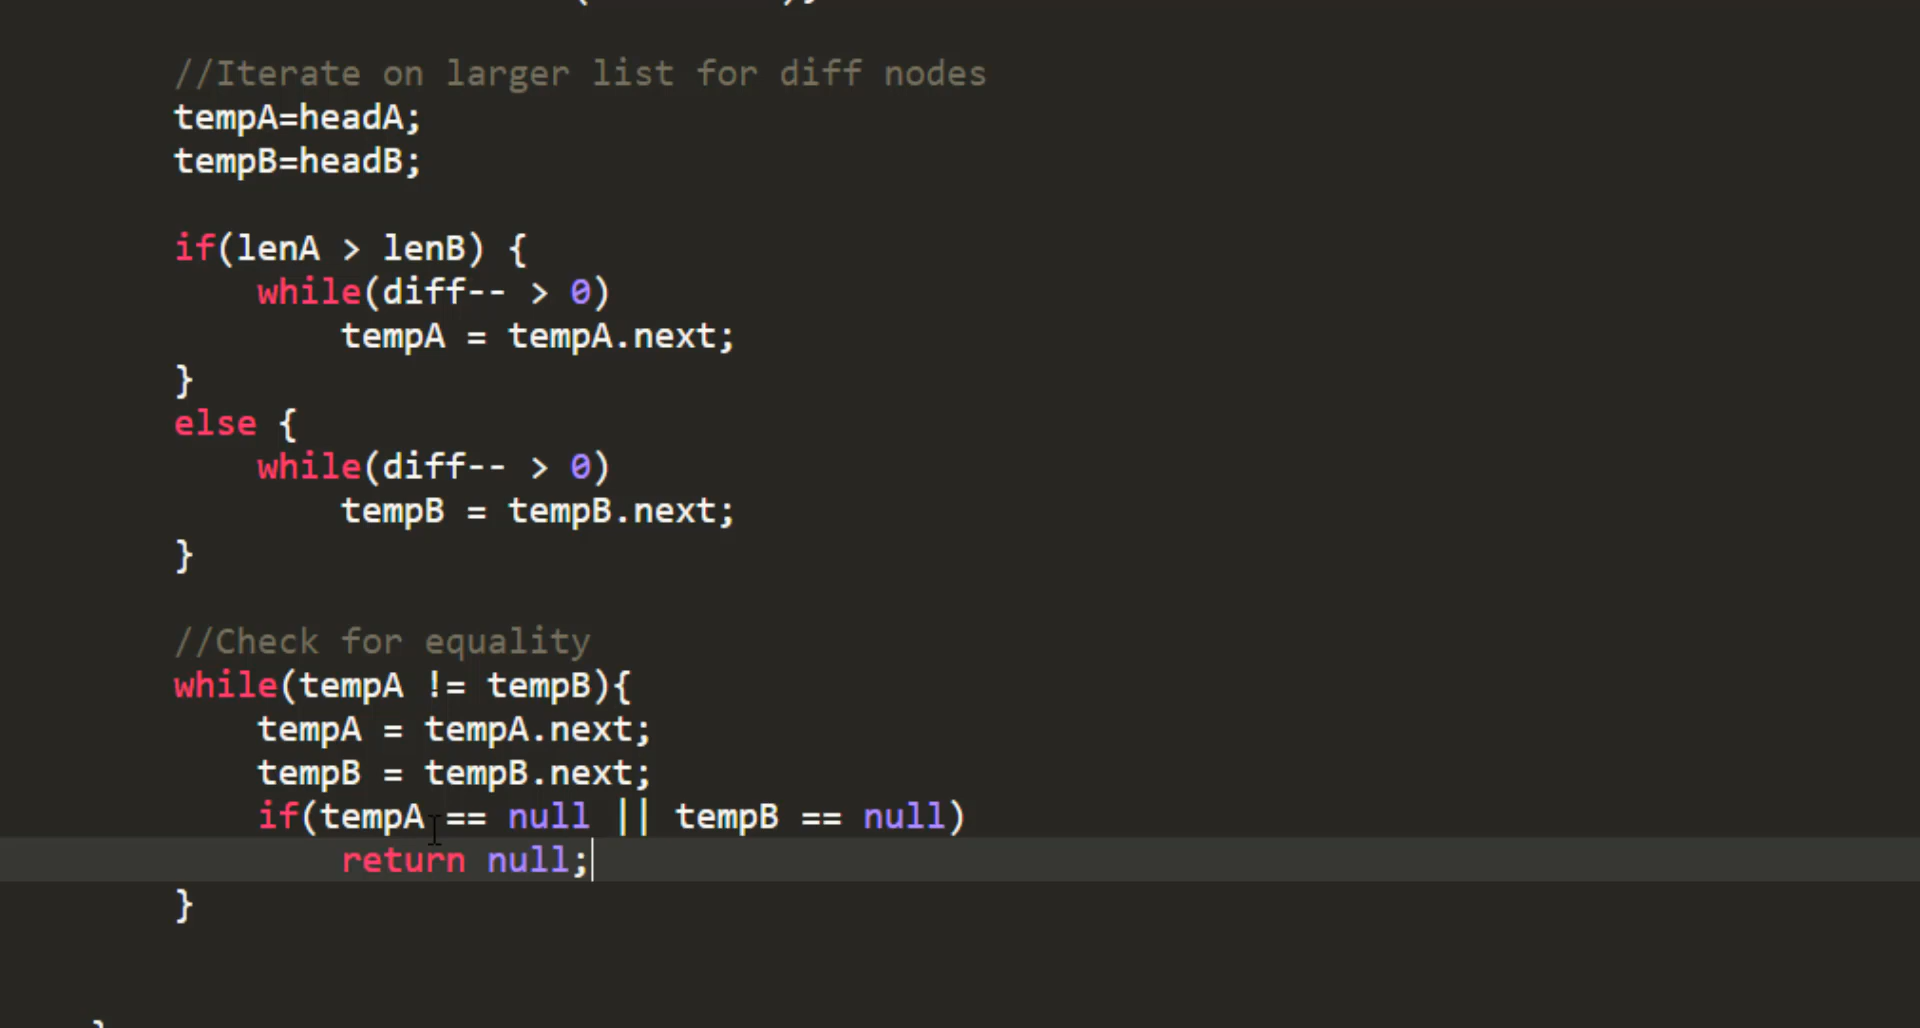 //Iterate on larger list for diff nodes
tempA=headA;
tempB=headB;
if(lenA > lenB) {
while(diff-- > 0)
tempA = tempA.next;
}
else {
while(diff-- > 0)
tempB = tempB.next;
}
//Check for equality
while(tempA != tempB){
tempA = tempA.next;
tempB = tempB.next;
if(tempA == null || tempB == null)
return null;
}